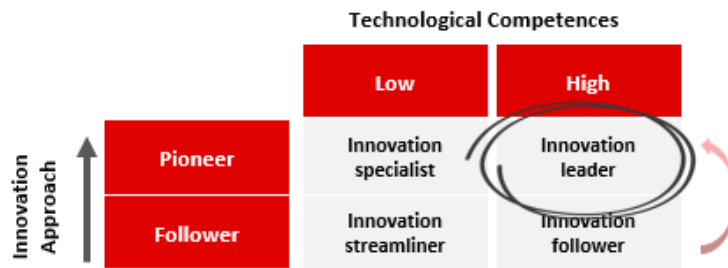 Technological Competences
Low
High
Innovation
Approach
Pioneer
Innovation
specialist
Innovation
leader
Follower
Innovation
streamliner
Innovation
follower